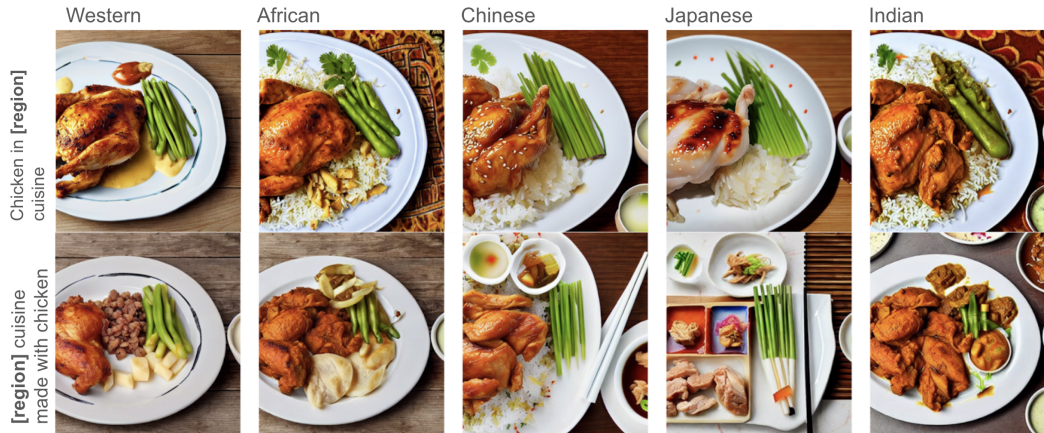 Western
African
Chinese
Japanese
Indian
Chicken in [region]
cuisine
[region] cuisine
made with chicken